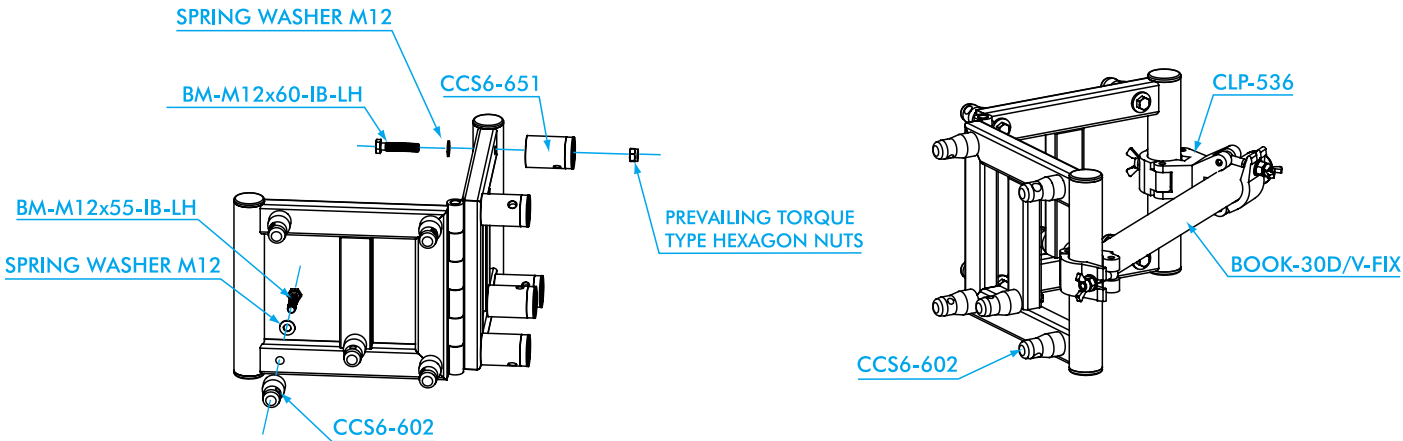 SPRING WASHER M12
BM-M12x60-IB-LH
CCS6-651
BM-M12x55-IB-LH
SPRING WASHER M12
PREVAILING TORQUE
TYPE HEXAGON NUTS
CCS6-602
CLP-536
BOOK-30D/V-FIX
CCS6-602